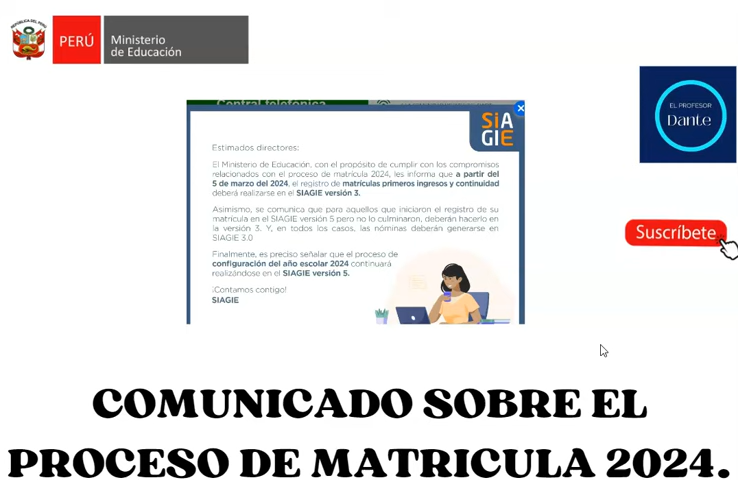 REPÚBLICA DEL PERÚ
PERÚ
Ministerio
de Educación
EL PROFESOR
Dante
Central telefónica
SiA
GIE
Estimados directores:
El Ministerio de Educación, con el propósito de cumplir con los compromisos
relacionados con el proceso de matrícula 2024, les informa que a partir del
5 de marzo del 2024, el registro de matrículas primeros ingresos y continuidad
deberá realizarse en el SIAGIE versión 3.
Asimismo, se comunica que para aquellos que iniciaron el registro de su
matrícula en el SIAGIE versión 5 pero no lo culminaron, deberán hacerlo en
la versión 3. Y, en todos los casos, las nóminas deberán generarse en
SIAGIE 3.0
Finalmente, es preciso señalar que el proceso de
configuración del año escolar 2024 continuará
realizándose en el SIAGIE versión 5.
¡Contamos contigo!
SIAGIE
Suscríbete
COMUNICADO SOBRE EL
PROCESO DE MATRICULA 2024.